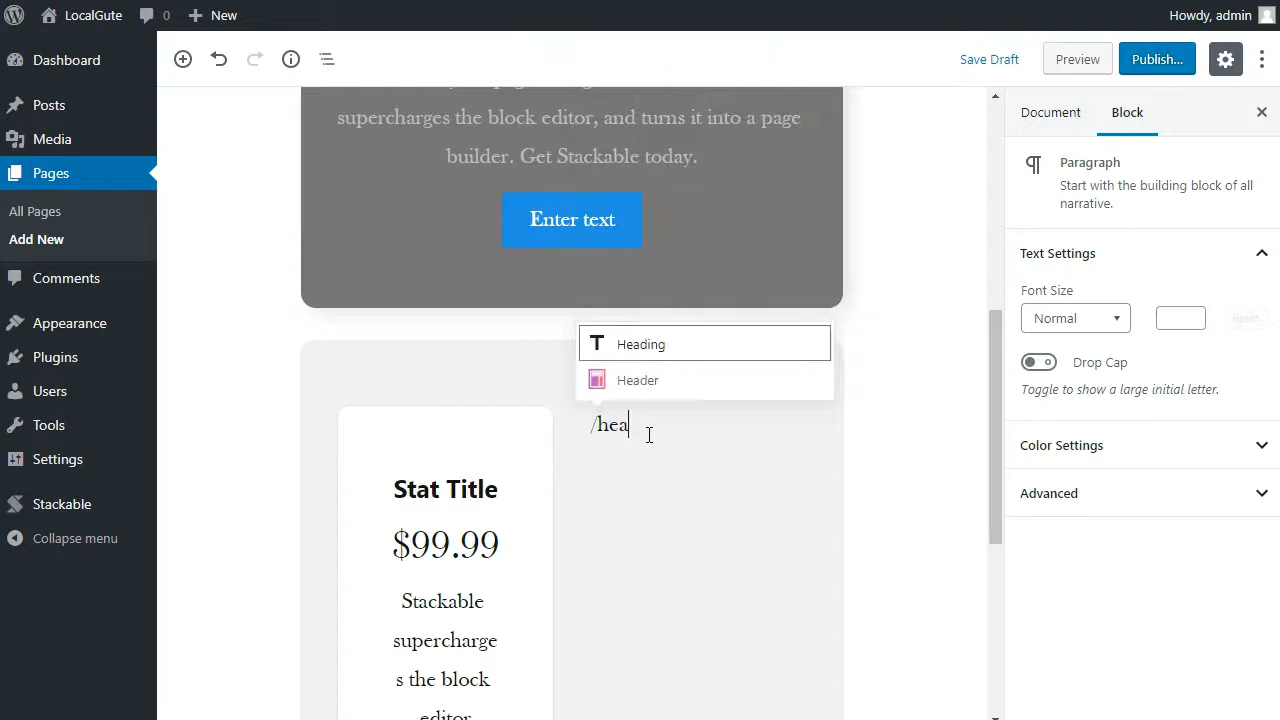 LocalGute
0
New
Howdy, admin
Dashboard
Posts
Media
Pages
All Pages
Add New
Comments
Appearance
Plugins
Users
Tools
Settings
Stackable
Collapse menu
Save Draft
Preview
Publish...
supercharges the block editor, and turns it into a page
builder. Get Stackable today.
Enter text
Heading
Header
/hea
Stat Title
$99.99
Stackable
supercharge
s the block
editor
Document
Block
Paragraph
Start with the building block of all
narrative.
Text Settings
Font Size
Normal
Reset
Drop Cap
Toggle to show a large initial letter.
Color Settings
Advanced